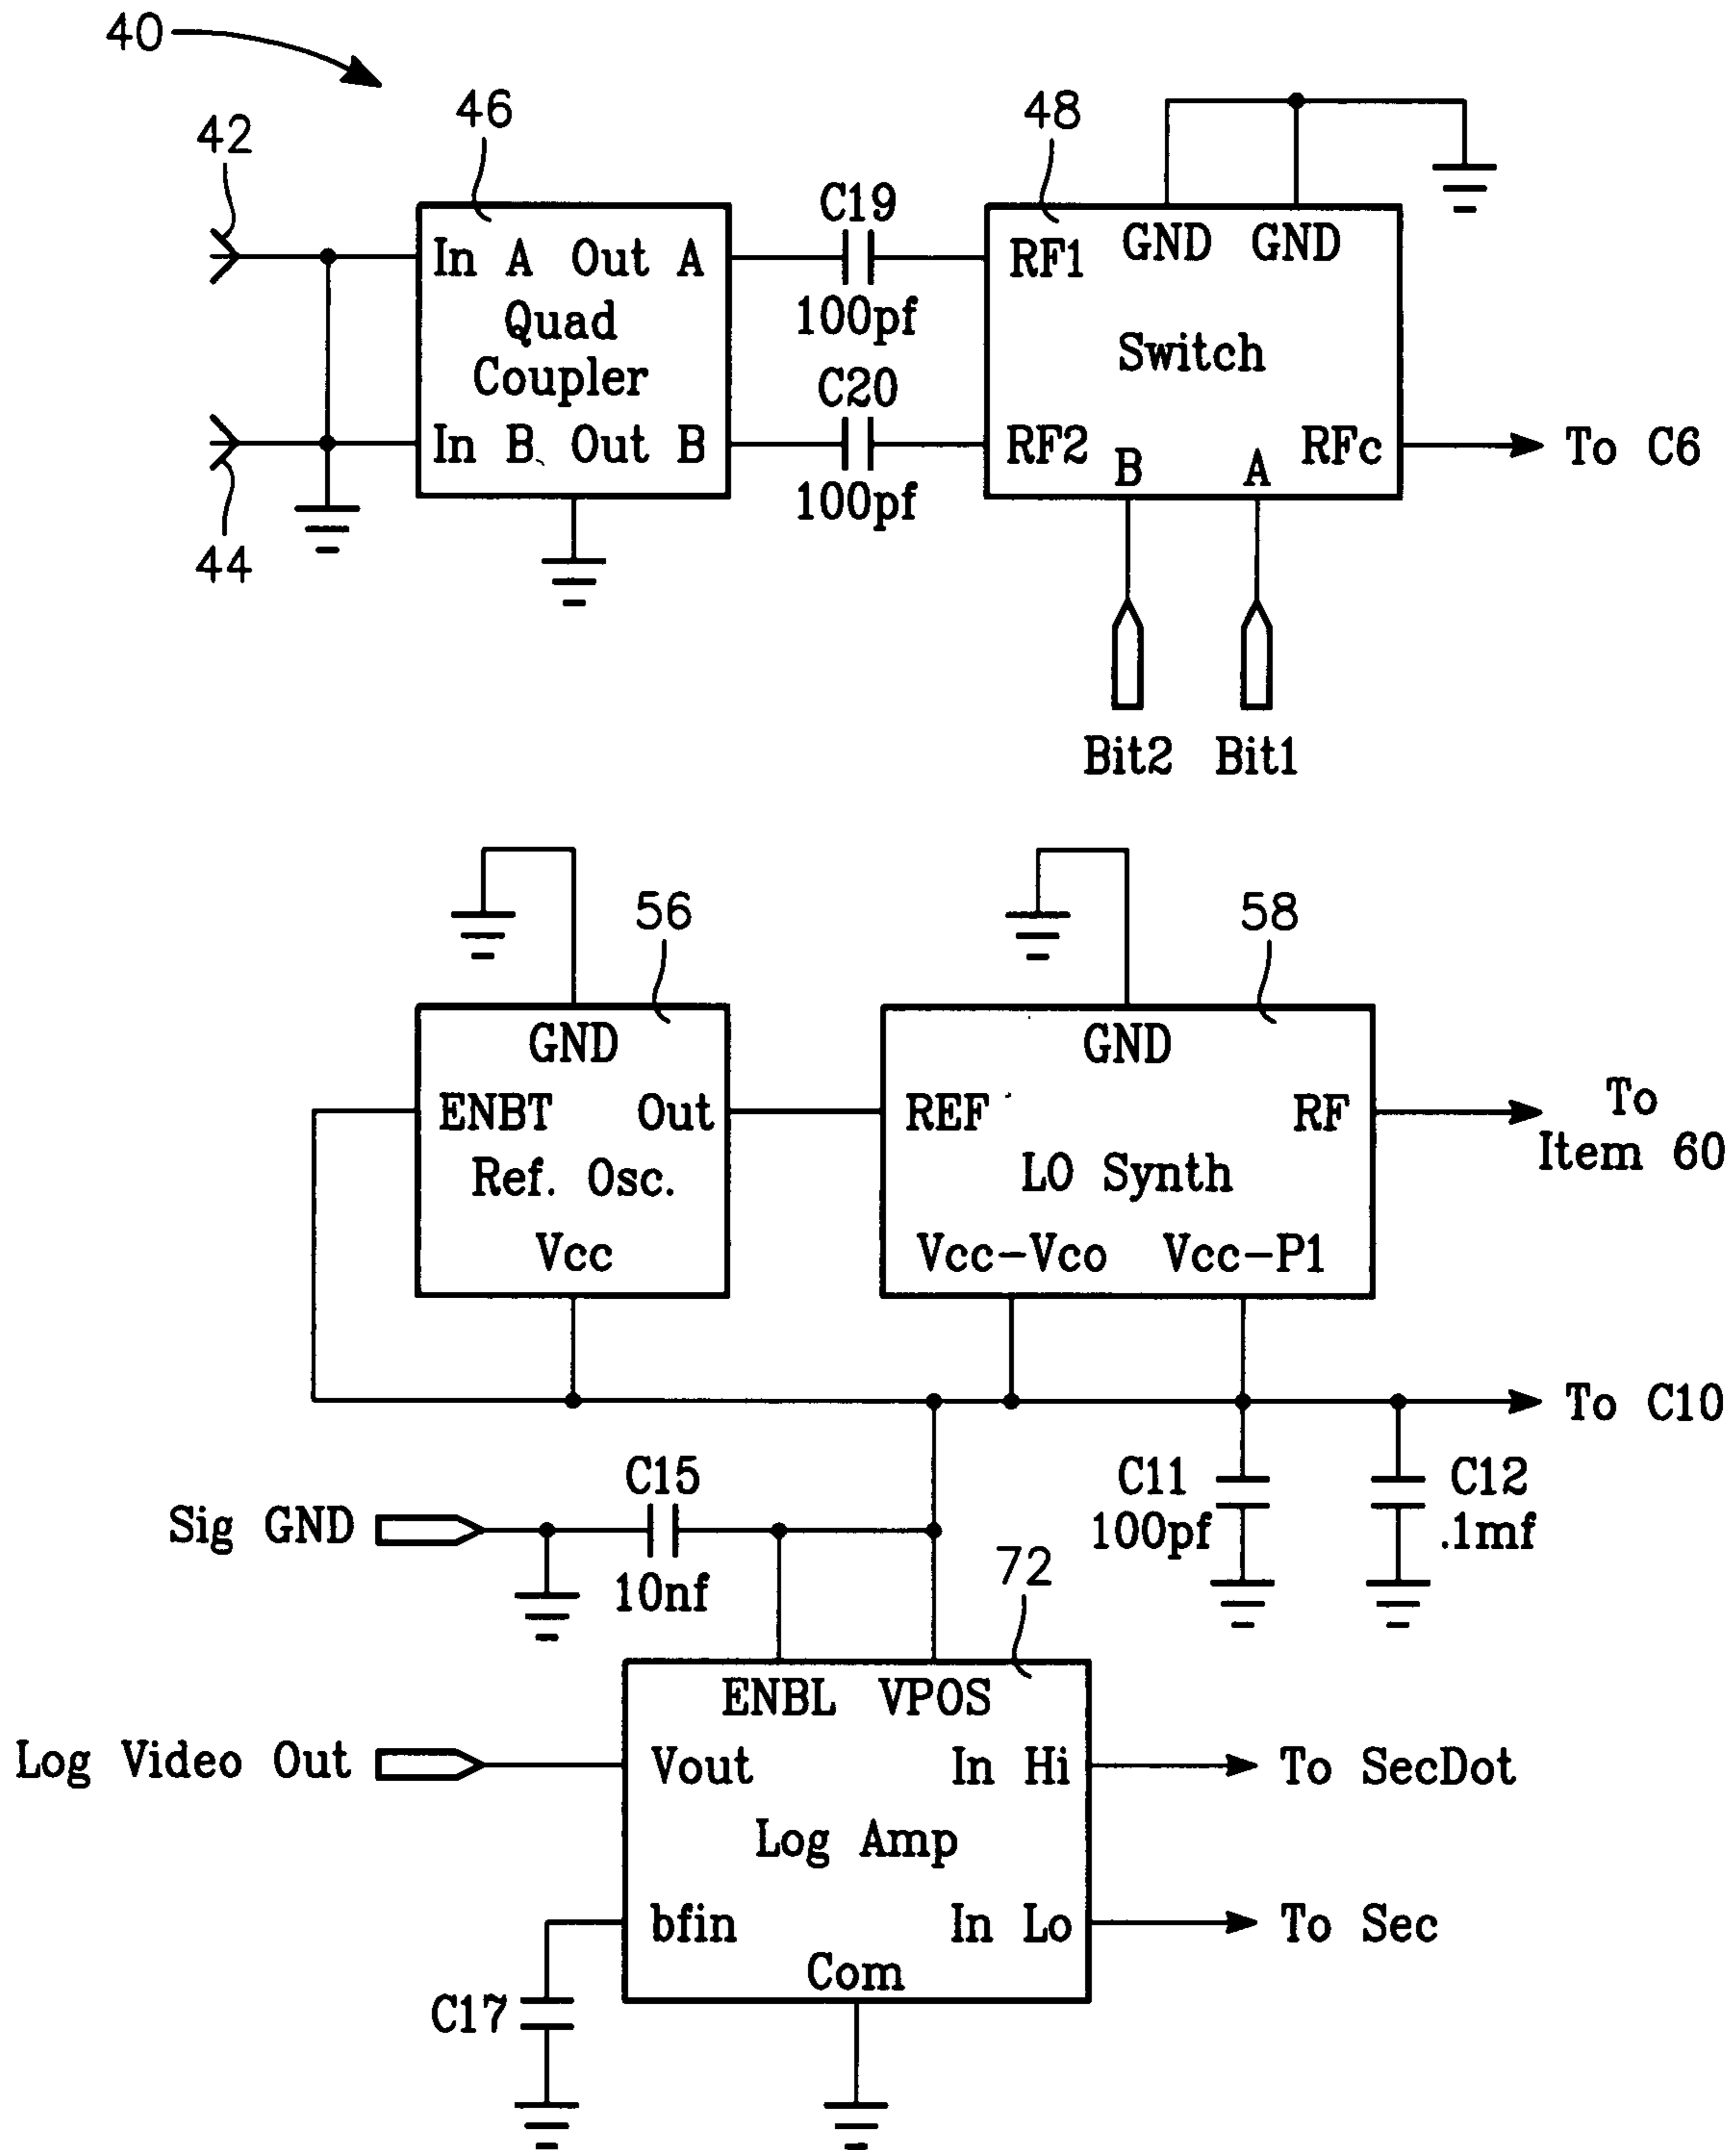 40
42
46
48
C19
In A Out A
RF1
GND GND
Quad
Coupler
100pf
Switch
C20
In B Out B
RF2
B
A
RFc
To C6
100pf
44
Bit2
Bit1
56
58
GND
GND
ENBT Out
REF
RF
To
Item 60
Ref. Osc.
LO Synth
Vcc
Vcc-Vco
Vcc-P1
To C10
C15
C11
100pf
C12
.1mf
Sig GND
10nf
72
ENBL VPOS
Log Video Out
Vout
In Hi
To SecDot
Log Amp
bfin
In Lo
To Sec
Com
C17